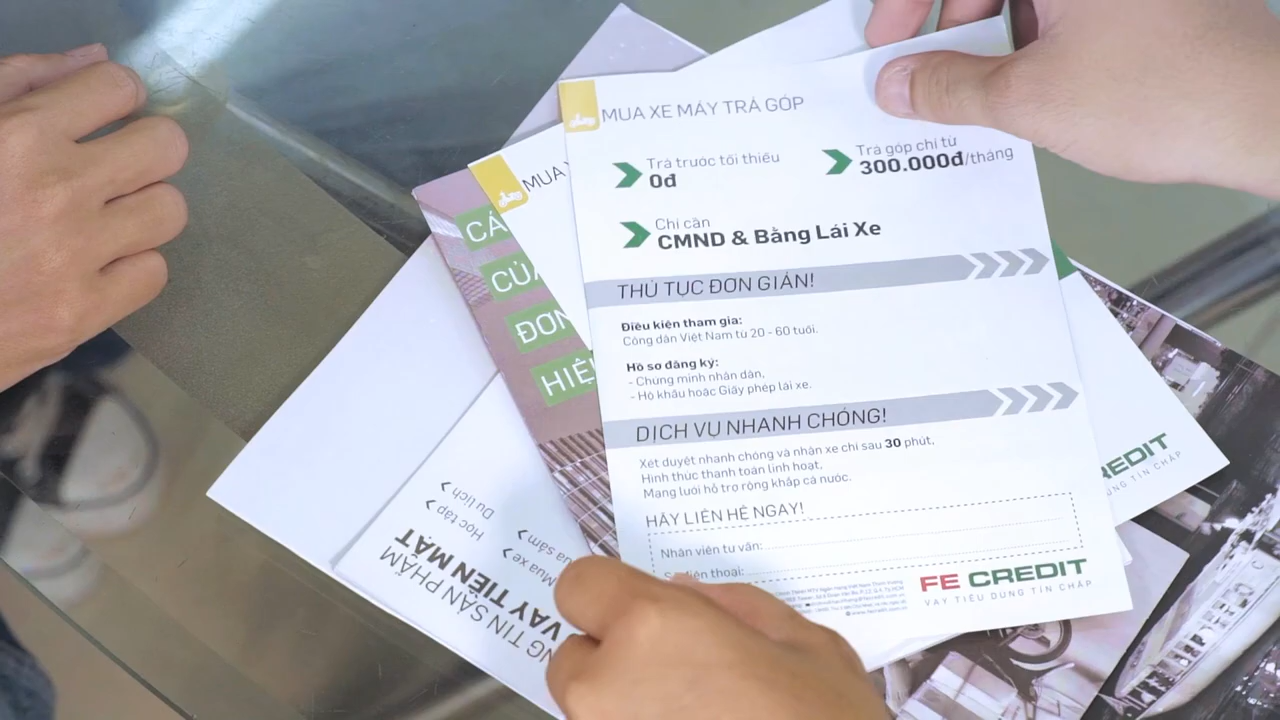 MUA XE MÁY TRẢ GÓP
Trả trước tối thiểu
0đ
Trả góp chỉ từ
300.000đ/tháng
Chỉ cần
CMND & Bằng Lái Xe
THỦ TỤC ĐƠN GIẢN!
Điều kiện tham gia:
Công dân Việt Nam từ 20 - 60 tuổi.
Hồ sơ đăng ký:
- Chứng minh nhân dân,
- Hộ khẩu hoặc Giấy phép lái xe.
DỊCH VỤ NHANH CHÓNG!
Xét duyệt nhanh chóng và nhận xe chỉ sau 30 phút,
Hình thức thanh toán linh hoạt,
Mạng lưới hỗ trợ rộng khắp cả nước.
HÃY LIÊN HỆ NGAY!
Nhân viên tư vấn:
điện thoại:
FE CREDIT
VAY TIÊU DÙNG TÍN CHẤP
MUA
CÁ
CỦA
ĐƠN
HIỆ
REDIT
DÙNG TÍN CHẤP
TIN SẢN PHẨM
VAY TIỀN MẶT
Mua xe
Mua sắm
Học tập
Du lịch